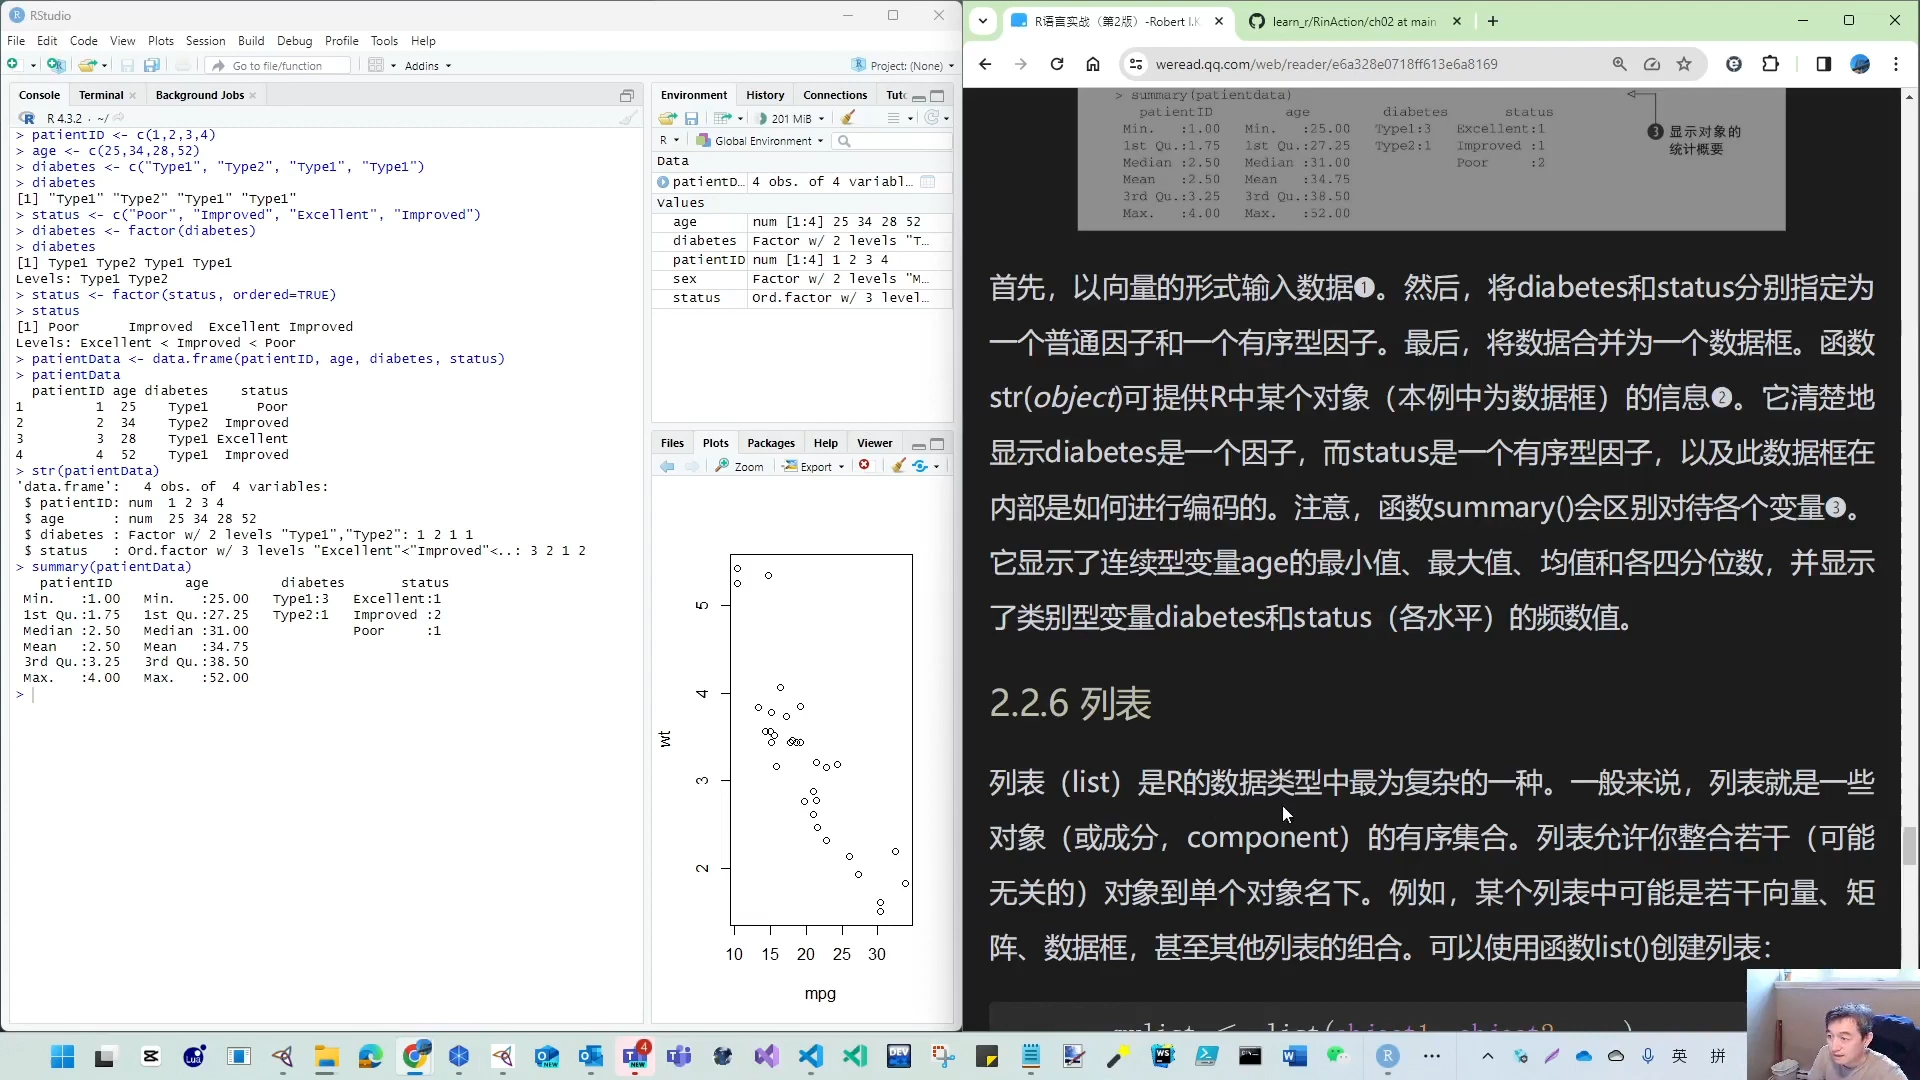 RStudio
File Edit Code View Plots Session Build Debug Profile Tools Help
Go to file/function
Addins
Project: (None)
Console Terminal Background Jobs
R 4.3.2 · ~/
> patientID <- c(1,2,3,4)
> age <- c(25,34,28,52)
> diabetes <- c("Type1", "Type2", "Type1", "Type1")
> diabetes
[1] "Type1" "Type2" "Type1" "Type1"
> status <- c("Poor", "Improved", "Excellent", "Improved")
> diabetes <- factor(diabetes)
> diabetes
[1] Type1 Type2 Type1 Type1
Levels: Type1 Type2
> status <- factor(status, ordered=TRUE)
> status
[1] Poor      Improved  Excellent Improved
Levels: Excellent < Improved < Poor
> patientData <- data.frame(patientID, age, diabetes, status)
> patientData
  patientID age diabetes    status
1         1  25    Type1      Poor
2         2  34    Type2  Improved
3         3  28    Type1 Excellent
4         4  52    Type1  Improved
> str(patientData)
'data.frame':   4 obs. of  4 variables:
 $ patientID: num  1 2 3 4
 $ age      : num  25 34 28 52
 $ diabetes : Factor w/ 2 levels "Type1","Type2": 1 2 1 1
 $ status   : Ord.factor w/ 3 levels "Excellent"<"Improved"<..: 3 2 1 2
> summary(patientData)
   patientID         age         diabetes       status
 Min.   :1.00   Min.   :25.00   Type1:3   Excellent:1
 1st Qu.:1.75   1st Qu.:27.25   Type2:1   Improved :2
 Median :2.50   Median :31.00             Poor     :1
 Mean   :2.50   Mean   :34.75
 3rd Qu.:3.25   3rd Qu.:38.50
 Max.   :4.00   Max.   :52.00
>
Environment History Connections Tut
201 MiB
R Global Environment
Data
patientD… 4 obs. of 4 variabl…
Values
age num [1:4] 25 34 28 52
diabetes Factor w/ 2 levels "T…
patientID num [1:4] 1 2 3 4
sex Factor w/ 2 levels "M…
status Ord.factor w/ 3 level…
Files Plots Packages Help Viewer
Zoom Export
5
4
wt
3
2
10 15 20 25 30
mpg
R语言实战（第2版）-Robert I.K
learn_r/RinAction/ch02 at main
weread.qq.com/web/reader/e6a328e0718ff613e6a8169
> summary(patientdata)
patientID age diabetes status
Min. :1.00 Min. :25.00 Type1:3 Excellent:1
1st Qu.:1.75 1st Qu.:27.25 Type2:1 Improved :1
Median :2.50 Median :31.00 Poor :2
Mean :2.50 Mean :34.75
3rd Qu.:3.25 3rd Qu.:38.50
Max. :4.00 Max. :52.00
❸ 显示对象的
统计概要
首先，以向量的形式输入数据❶。然后，将diabetes和status分别指定为
一个普通因子和一个有序型因子。最后，将数据合并为一个数据框。函数
str(object)可提供R中某个对象（本例中为数据框）的信息❷。它清楚地
显示diabetes是一个因子，而status是一个有序型因子，以及此数据框在
内部是如何进行编码的。注意，函数summary()会区别对待各个变量❸。
它显示了连续型变量age的最小值、最大值、均值和各四分位数，并显示
了类别型变量diabetes和status（各水平）的频数值。
2.2.6 列表
列表（list）是R的数据类型中最为复杂的一种。一般来说，列表就是一些
对象（或成分，component）的有序集合。列表允许你整合若干（可能
无关的）对象到单个对象名下。例如，某个列表中可能是若干向量、矩
阵、数据框，甚至其他列表的组合。可以使用函数list()创建列表：
mylist <- list(object1, object2, ...)
Lua
NEW
4
NEW
DEV
WS
英 拼